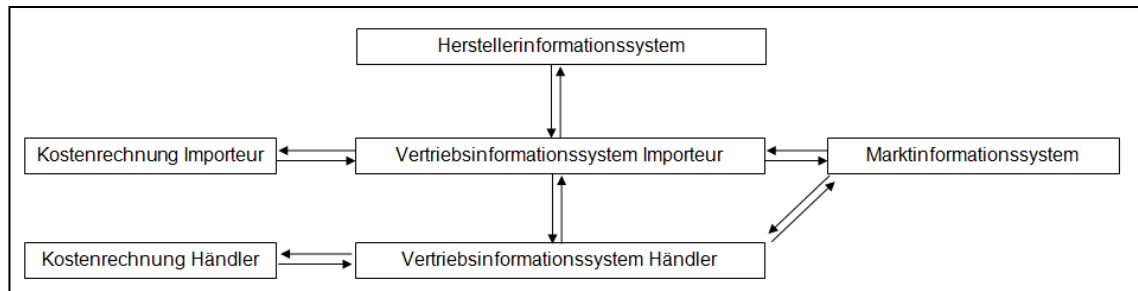 Herstellerinformationssystem
Kostenrechnung Importeur
Vertriebsinformationssystem Importeur
Marktinformationssystem
Kostenrechnung Händler
Vertriebsinformationssystem Händler